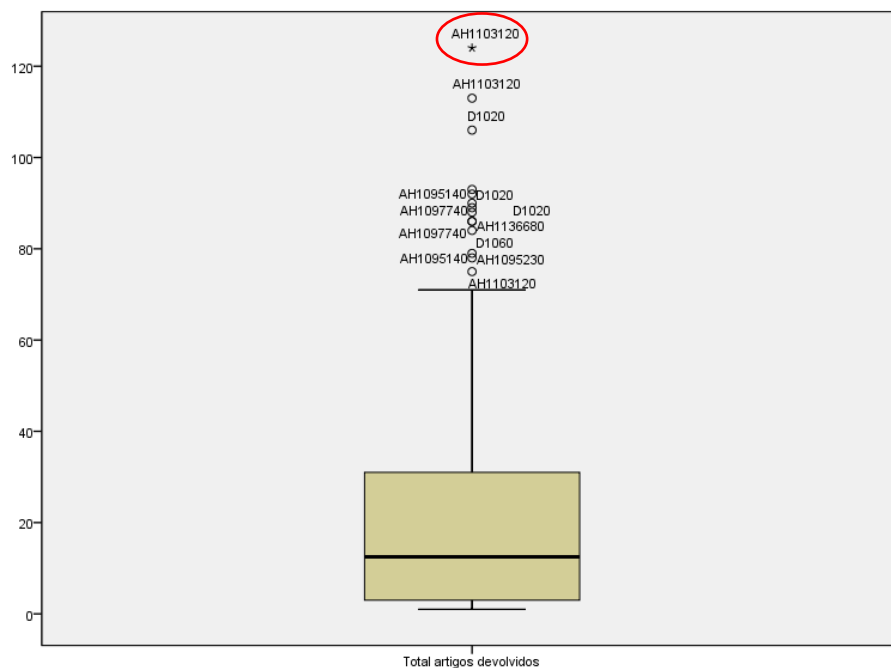 AH1103120
120
AH1103120
D1020
100
AH1095140 D1020
AH1097740 D1020
AH1136680
AH1097740
D1060
80
AH1095140 AH1095230
AH1103120
60
40
20
0
Total artigos devolvidos